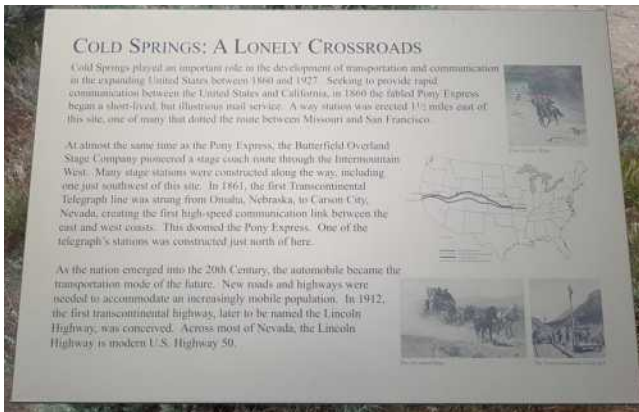 COLD SPRINGS: A LONELY CROSSROADS
Cold Springs played an important role in the development of transportation and communication
in the expanding United States between 1860 and 1927. Seeking to provide rapid
communication between the United States and California, in 1860 the fabled Pony Express
began a short-lived, but illustrious mail service. A way station was erected 1½ miles east of
this site, one of many that dotted the route between Missouri and San Francisco.
At almost the same time as the Pony Express, the Butterfield Overland
Stage Company pioneered a stage coach route through the Intermountain
West. Many stage stations were constructed along the way, including
one just southwest of this site. In 1861, the first Transcontinental
Telegraph line was strung from Omaha, Nebraska, to Carson City,
Nevada, creating the first high-speed communication link between the
east and west coasts. This doomed the Pony Express. One of the
telegraph's stations was constructed just north of here.
As the nation emerged into the 20th Century, the automobile became the
transportation mode of the future. New roads and highways were
needed to accommodate an increasingly mobile population. In 1912,
the first transcontinental highway, later to be named the Lincoln
Highway, was conceived. Across most of Nevada, the Lincoln
Highway is modern U.S. Highway 50.